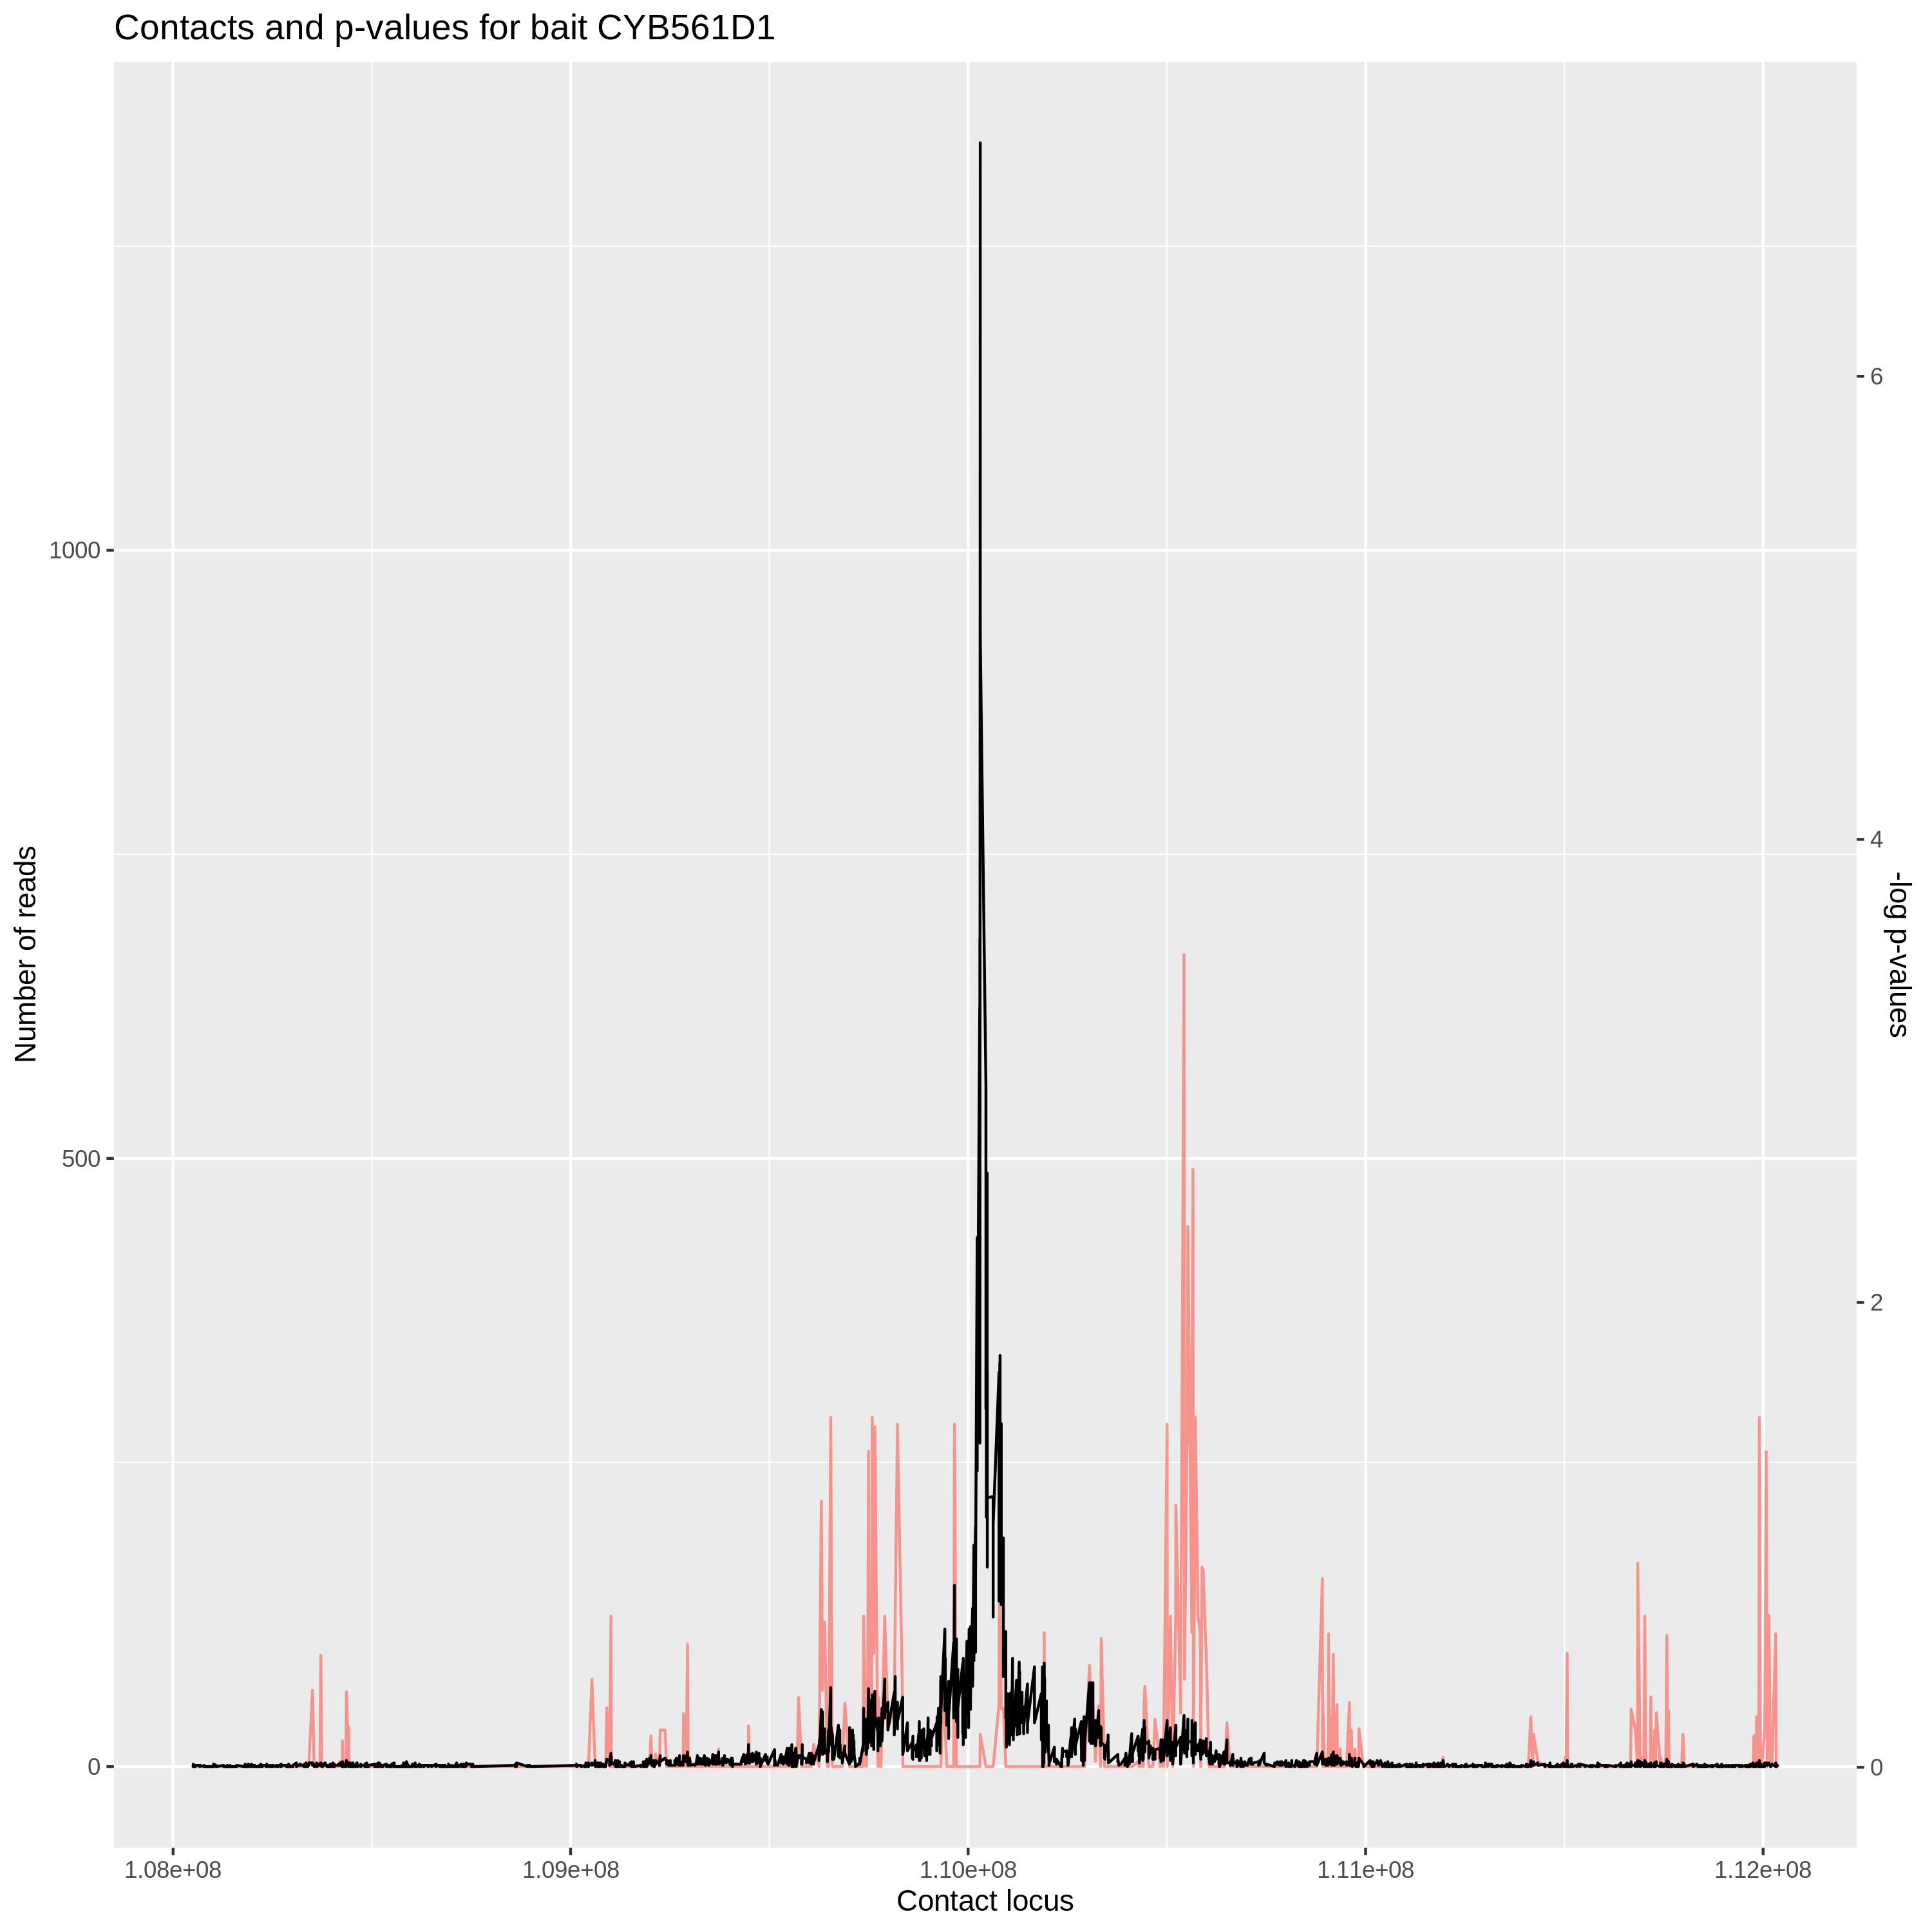 Contacts and p-values for bait CYB561D1
Number of reads
1000
500
0
6
4
2
0
-log p-values
1.08e+08
1.09e+08
1.10e+08
1.11e+08
1.12e+08
Contact locus